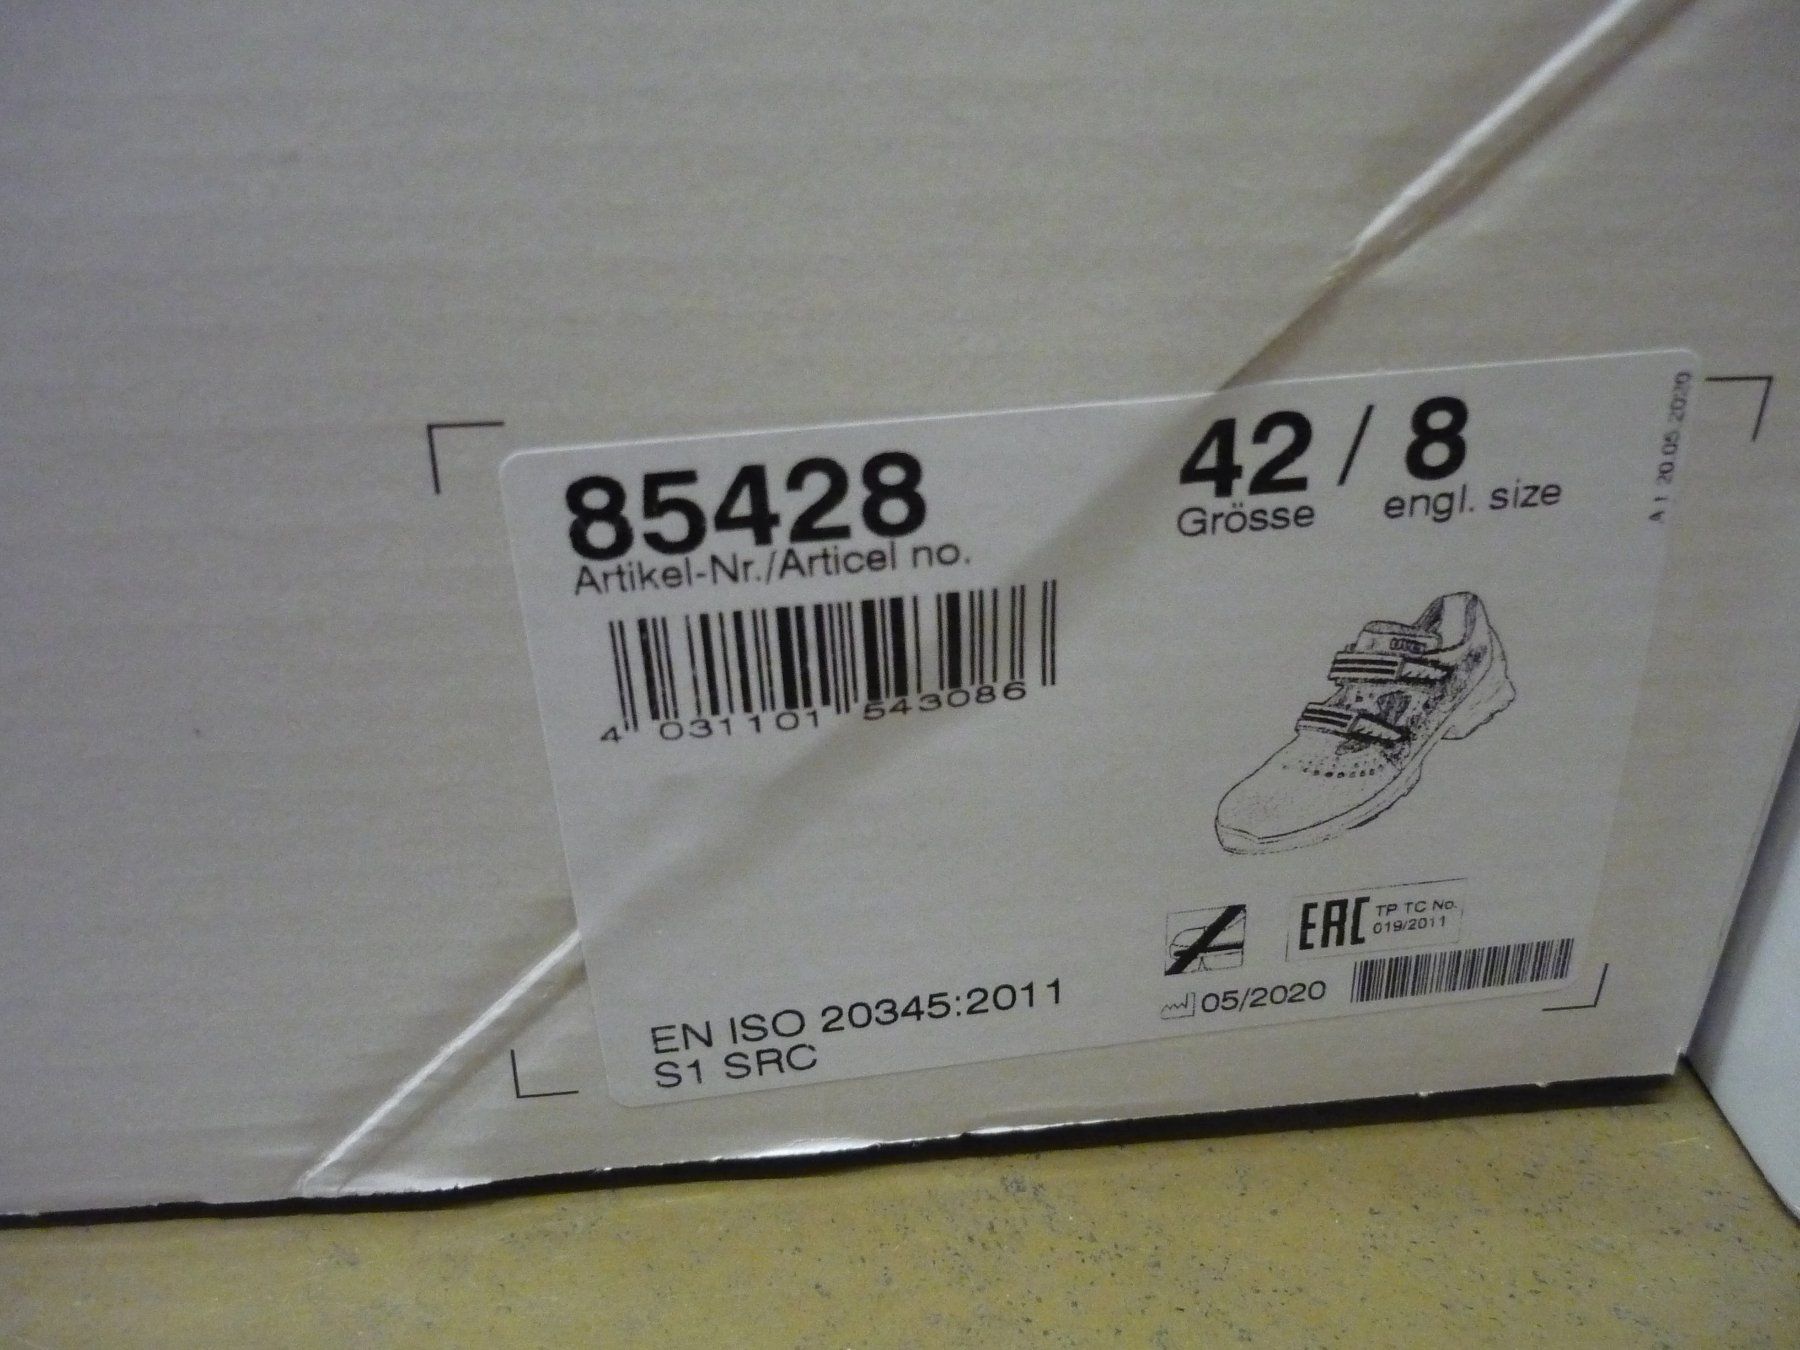 85428
Artikel-Nr./Articel no.
42 / 8
Grösse engl. size
4 031101 543086
EN ISO 20345:2011
S1 SRC
EAC TP TC No.
019/2011
05/2020
20.05.2020